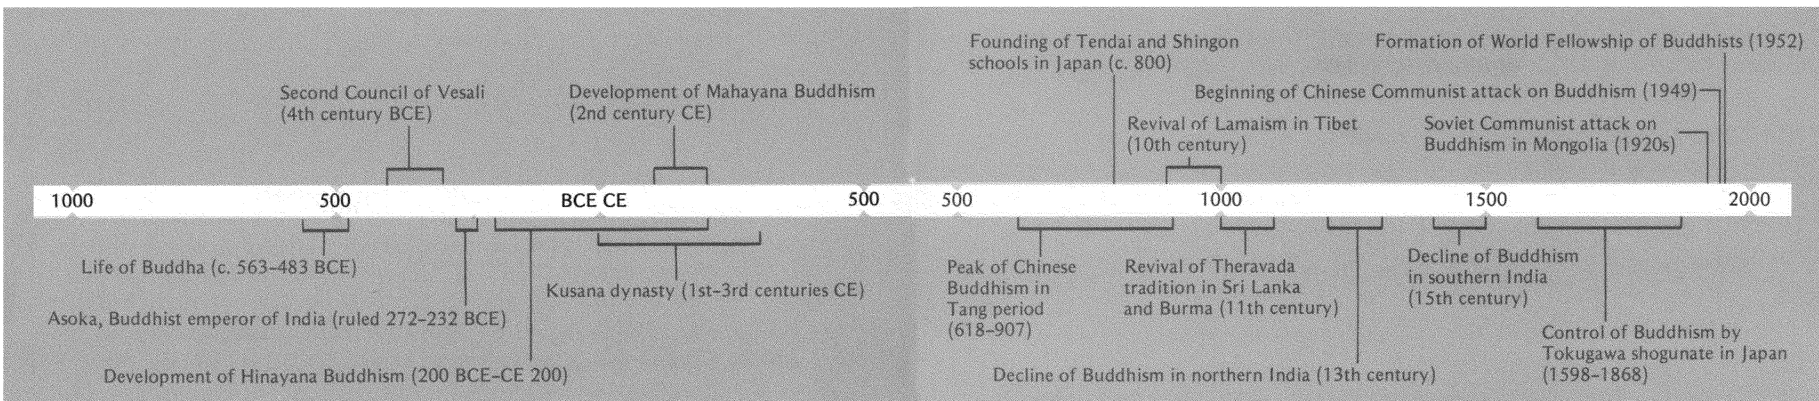 Founding of Tendai and Shingon
schools in Japan (c. 800)
Formation of World Fellowship of Buddhists (1952)
Second Council of Vesali
(4th century BCE)
Development of Mahayana Buddhism
(2nd century CE)
Beginning of Chinese Communist attack on Buddhism (1949)
Revival of Lamaism in Tibet
(10th century)
Soviet Communist attack on
Buddhism in Mongolia (1920s)
1000 500 BCE CE 500 500 1000 1500 2000
Life of Buddha (c. 563–483 BCE)
Kusana dynasty (1st–3rd centuries CE)
Asoka, Buddhist emperor of India (ruled 272–232 BCE)
Development of Hinayana Buddhism (200 BCE–CE 200)
Peak of Chinese
Buddhism in
Tang period
(618–907)
Revival of Theravada
tradition in Sri Lanka
and Burma (11th century)
Decline of Buddhism
in southern India
(15th century)
Control of Buddhism by
Tokugawa shogunate in Japan
(1598–1868)
Decline of Buddhism in northern India (13th century)